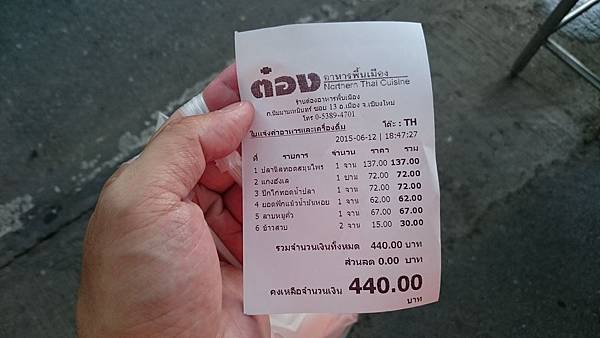 ต๋อง อาหารพื้นเมือง
Northern Thai Cuisine
ร้านต๋องอาหารพื้นเมือง
ถ.นิมมานเหมินทร์ ซอย 13 อ.เมือง จ.เชียงใหม่
โทร 0-5389-4701
ใบแจ้งค่าอาหารและเครื่องดื่ม โต๊ะ : TH
2015-06-12 | 18:47:27
ที่ รายการ จำนวน ราคา รวม
1 ปลานิลทอดสมุนไพร 1 จาน 137.00 137.00
2 แกงฮังเล 1 ชาม 72.00 72.00
3 ปีกไก่ทอดน้ำปลา 1 จาน 72.00 72.00
4 ยอดฟักแม้วน้ำมันหอย 1 จาน 62.00 62.00
5 ลาบหมูคั่ว 1 จาน 67.00 67.00
6 ข้าวสวย 2 จาน 15.00 30.00
รวมจำนวนเงินทั้งหมด 440.00 บาท
ส่วนลด 0.00 บาท
คงเหลือจำนวนเงิน 440.00
บาท